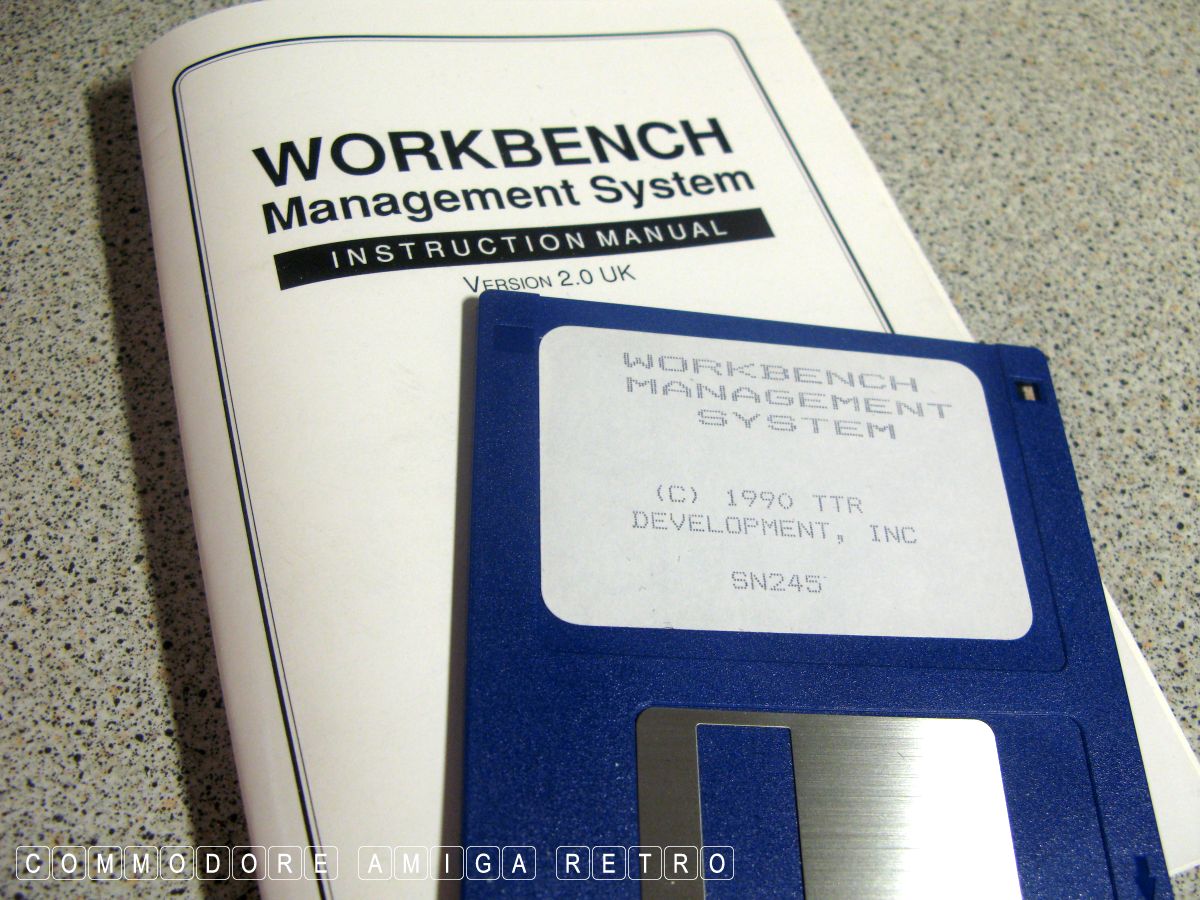 WORKBENCH
Management System
INSTRUCTION MANUAL
VERSION 2.0 UK
WORKBENCH
MANAGEMENT
SYSTEM
(C) 1990 TTR
DEVELOPMENT, INC
SN245
COMMODORE AMIGA RETRO